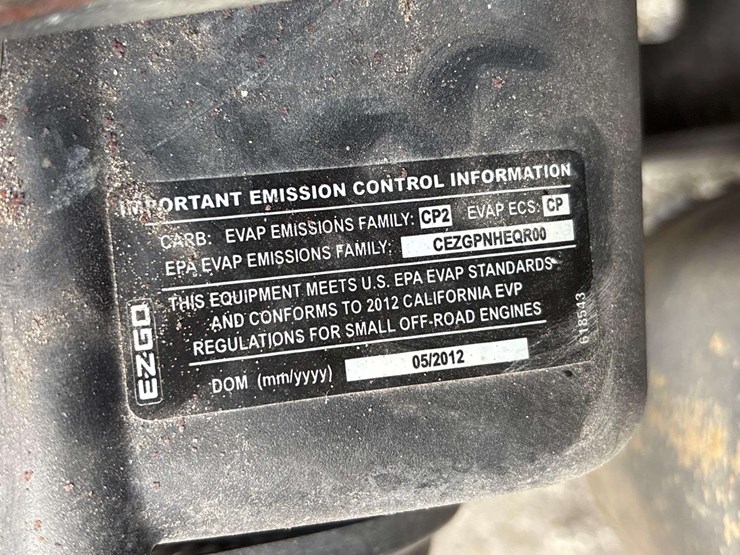 IMPORTANT EMISSION CONTROL INFORMATION
CARB: EVAP EMISSIONS FAMILY: CP2 EVAP ECS: CP
EPA EVAP EMISSIONS FAMILY: CEZGPNHEQR00
THIS EQUIPMENT MEETS U.S. EPA EVAP STANDARDS
AND CONFORMS TO 2012 CALIFORNIA EVP
REGULATIONS FOR SMALL OFF-ROAD ENGINES
DOM (mm/yyyy) 05/2012
EZGO
618543